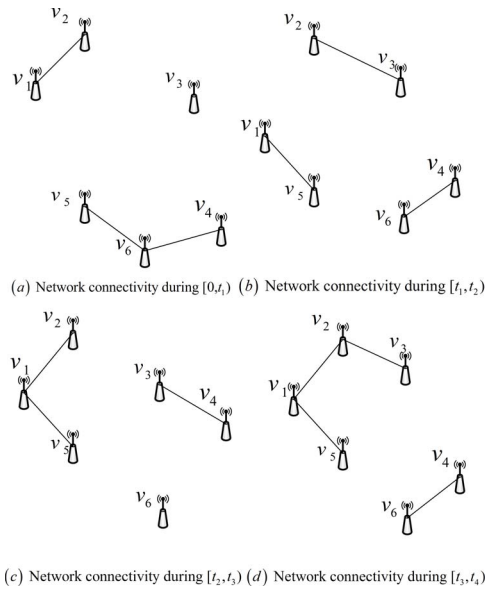 v₂
v₁
v₃
v₅
v₄
v₆
(a) Network connectivity during [0,t₁)
v₂
v₃
v₁
v₄
v₅
v₆
(b) Network connectivity during [t₁,t₂)
v₂
v₁
v₃
v₄
v₅
v₆
(c) Network connectivity during [t₂,t₃)
v₂
v₃
v₁
v₅
v₄
v₆
(d) Network connectivity during [t₃,t₄)